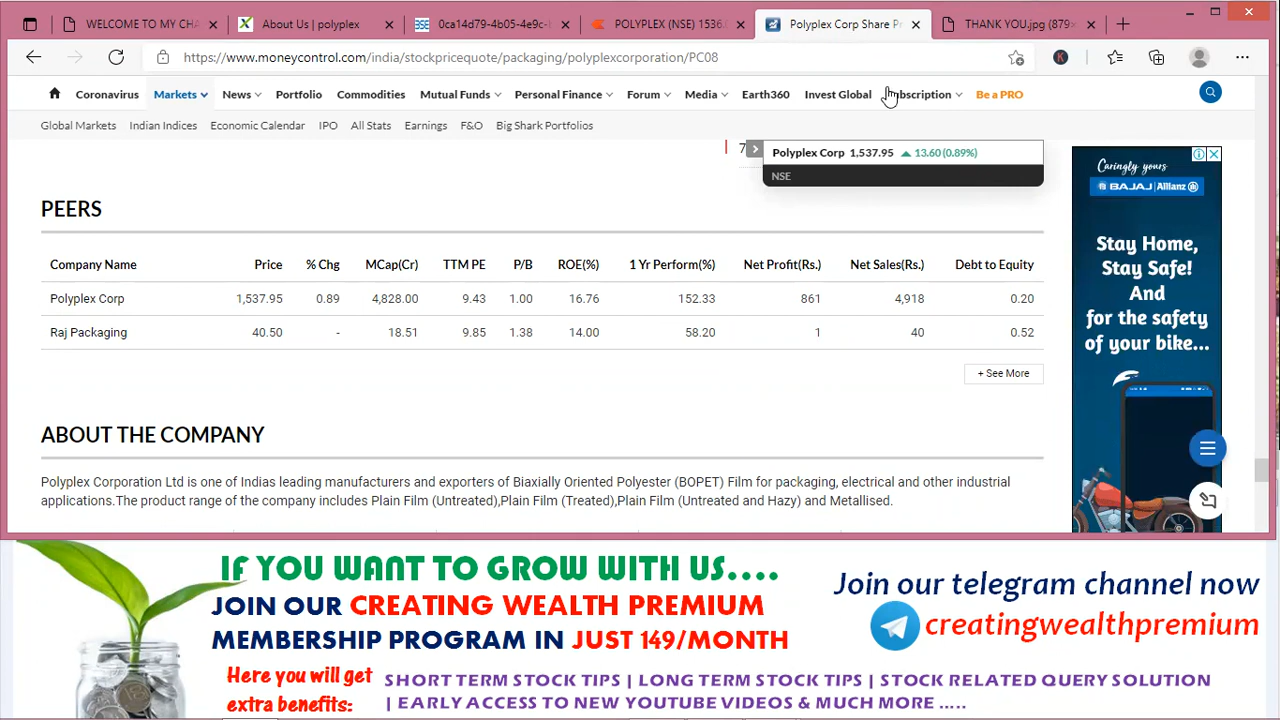 WELCOME TO MY CHA
About Us | polyplex
0ca14d79-4b05-4e9c-b
POLYPLEX (NSE) 1536.
Polyplex Corp Share Pr
THANK YOU.jpg (879×
https://www.moneycontrol.com/india/stockpricequote/packaging/polyplexcorporation/PC08
Coronavirus Markets News Portfolio Commodities Mutual Funds Personal Finance Forum Media Earth360 Invest Global Subscription Be a PRO
Global Markets Indian Indices Economic Calendar IPO All Stats Earnings F&O Big Shark Portfolios
7
Polyplex Corp 1,537.95 ▲ 13.60 (0.89%)
NSE
PEERS
Company Name Price % Chg MCap(Cr) TTM PE P/B ROE(%) 1 Yr Perform(%) Net Profit(Rs.) Net Sales(Rs.) Debt to Equity
Polyplex Corp 1,537.95 0.89 4,828.00 9.43 1.00 16.76 152.33 861 4,918 0.20
Raj Packaging 40.50 - 18.51 9.85 1.38 14.00 58.20 1 40 0.52
+ See More
ABOUT THE COMPANY
Polyplex Corporation Ltd is one of Indias leading manufacturers and exporters of Biaxially Oriented Polyester (BOPET) Film for packaging, electrical and other industrial
applications.The product range of the company includes Plain Film (Untreated),Plain Film (Treated),Plain Film (Untreated and Hazy) and Metallised.
Caringly yours
BAJAJ Allianz
Stay Home,
Stay Safe!
And
for the safety
of your bike...
IF YOU WANT TO GROW WITH US....
JOIN OUR CREATING WEALTH PREMIUM
MEMBERSHIP PROGRAM IN JUST 149/MONTH
Join our telegram channel now
creatingwealthpremium
Here you will get
extra benefits:
SHORT TERM STOCK TIPS | LONG TERM STOCK TIPS | STOCK RELATED QUERY SOLUTION
| EARLY ACCESS TO NEW YOUTUBE VIDEOS & MUCH MORE .....